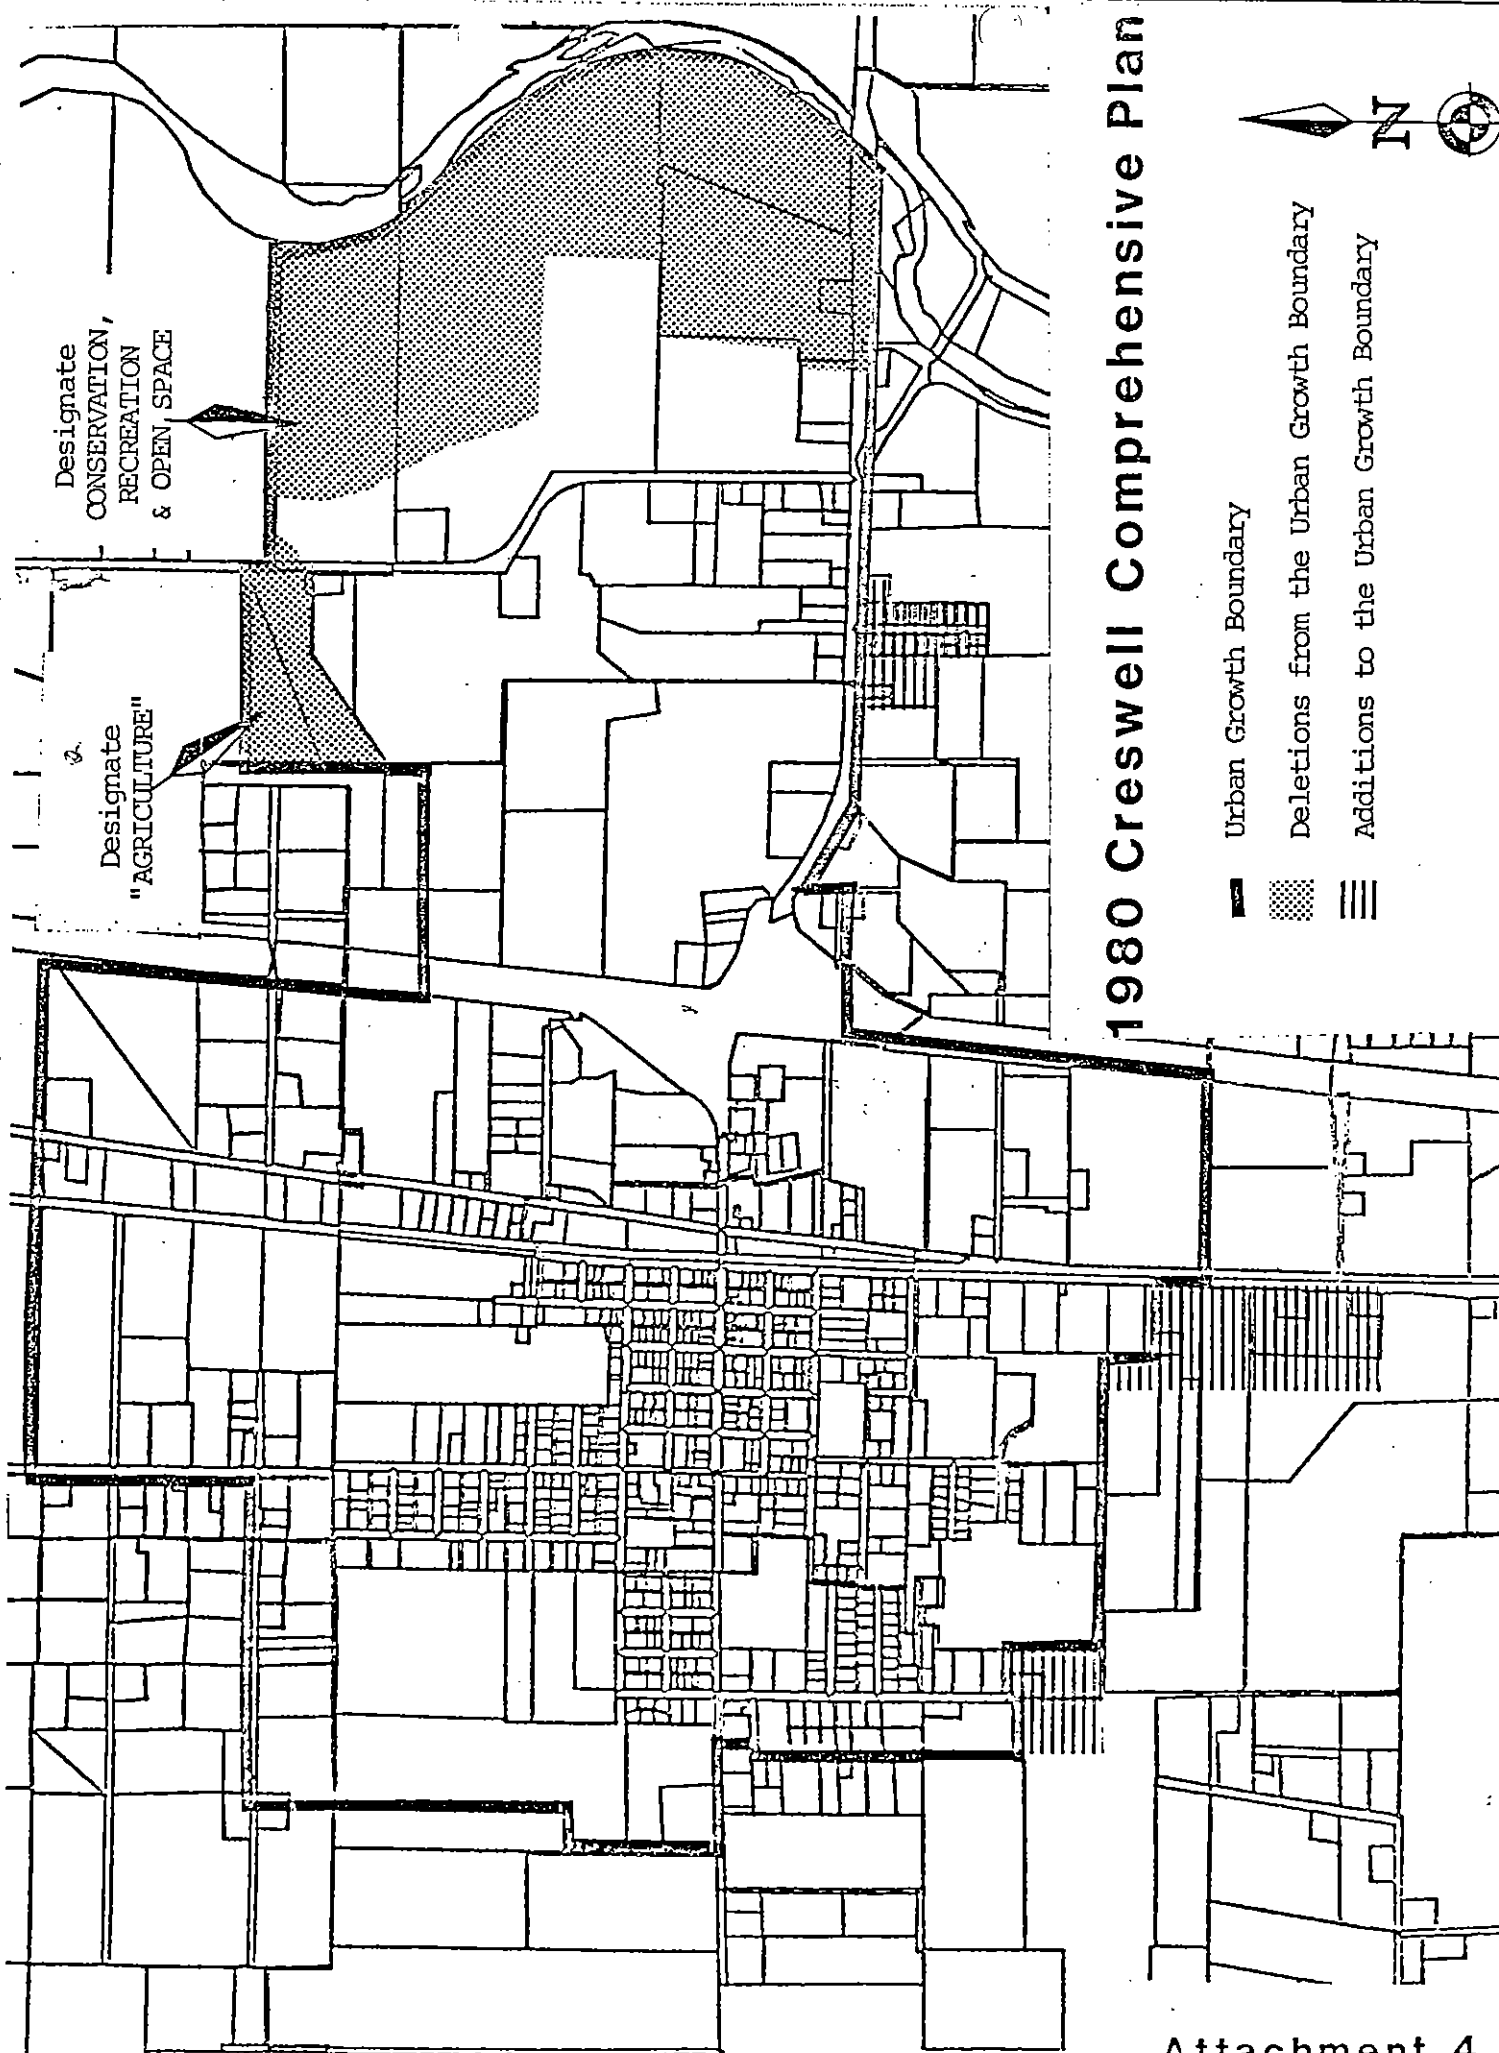 Designate
CONSERVATION,
RECREATION
& OPEN SPACE
Designate
"AGRICULTURE"
1980 Creswell Comprehensive Plan
Urban Growth Boundary
Deletions from the Urban Growth Boundary
Additions to the Urban Growth Boundary
N
Attachment 4